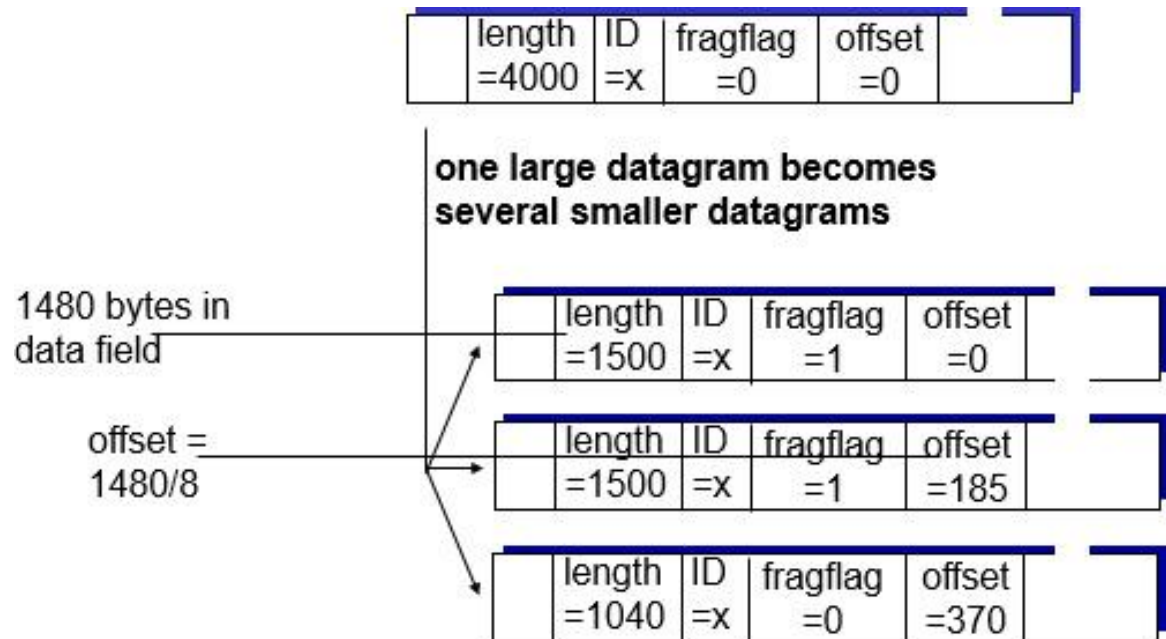 length ID fragflag offset
=4000 =x =0 =0
one large datagram becomes
several smaller datagrams
1480 bytes in
data field
length ID fragflag offset
=1500 =x =1 =0
offset =
1480/8
length ID fragflag offset
=1500 =x =1 =185
length ID fragflag offset
=1040 =x =0 =370